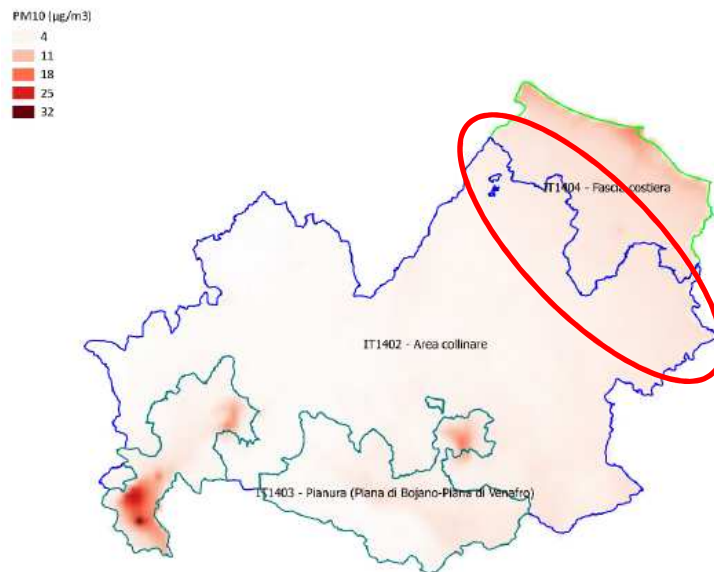 PM10 (µg/m3)
4
11
18
25
32
IT1404 - Fascia costiera
IT1402 - Area collinare
IT1403 - Pianura (Piana di Bojano-Piana di Venafro)